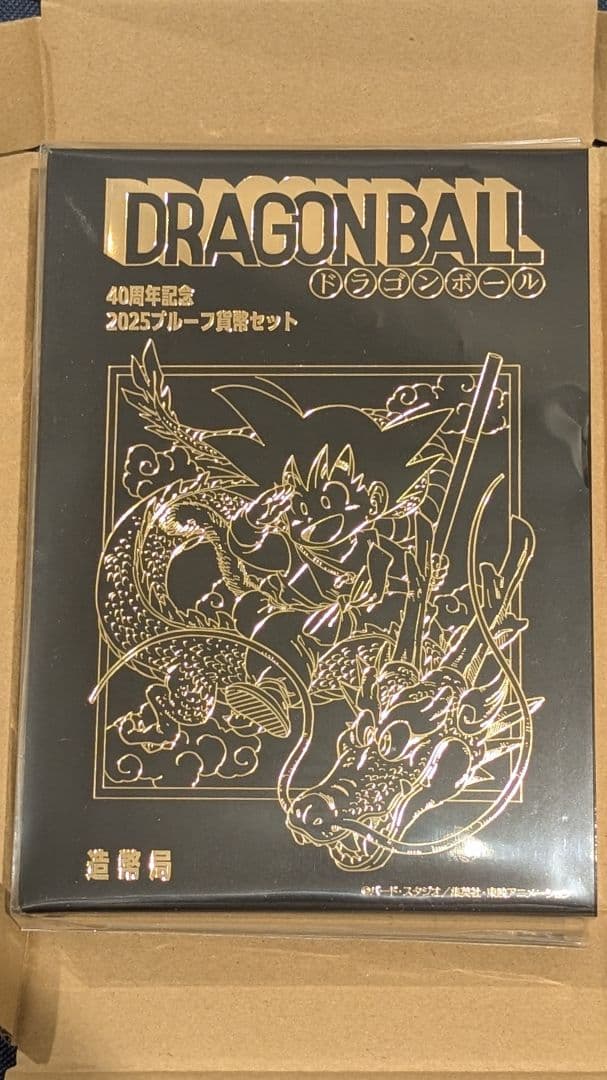 DRAGON BALL
ドラゴンボール
40周年記念
2025プルーフ貨幣セット
造幣局
©バード・スタジオ/集英社・東映アニメーション